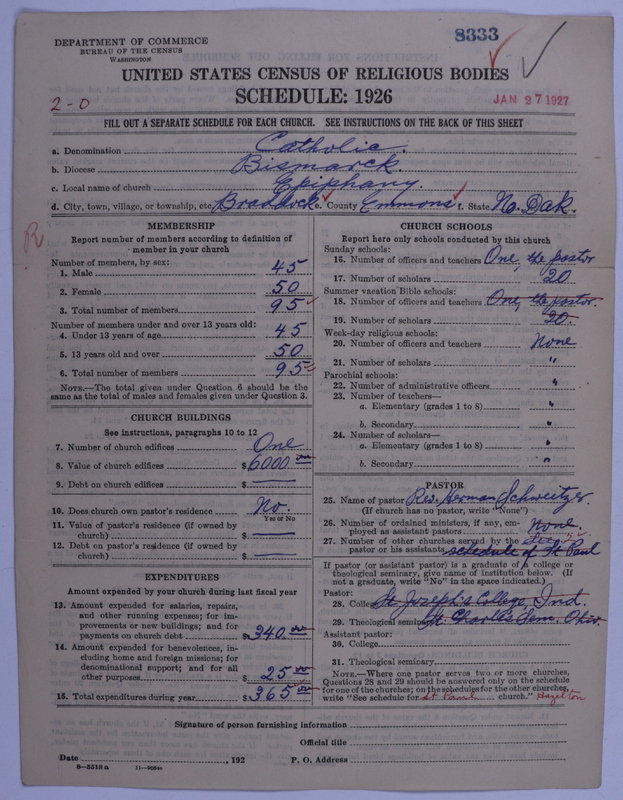 8333
DEPARTMENT OF COMMERCE
BUREAU OF THE CENSUS
WASHINGTON
UNITED STATES CENSUS OF RELIGIOUS BODIES
SCHEDULE: 1926
2-0
JAN 27 1927
FILL OUT A SEPARATE SCHEDULE FOR EACH CHURCH. SEE INSTRUCTIONS ON THE BACK OF THIS SHEET
a. Denomination Catholic.
b. Diocese Bismarck.
c. Local name of church Epiphany.
d. City, town, village, or township, etc. Braddock e. County Emmons f. State No. Dak.
R
MEMBERSHIP
Report number of members according to definition of
member in your church
Number of members, by sex:
1. Male 45
2. Female 50
3. Total number of members 95
Number of members under and over 13 years old:
4. Under 13 years of age 45
5. 13 years old and over 50
6. Total number of members 95
NOTE.—The total given under Question 6 should be
same as the total of males and females given under Question 3.
CHURCH BUILDINGS
See instructions, paragraphs 10 to 12
7. Number of church edifices One
8. Value of church edifices $6000.00
9. Debt on church edifices $
10. Does church own pastor's residence No.
Yes or No
11. Value of pastor's residence (if owned by
church) $
12. Debt on pastor's residence (if owned by
church) $
EXPENDITURES
Amount expended by your church during last fiscal year
13. Amount expended for salaries, repairs,
and other running expenses; for im-
provements or new buildings; and for
payments on church debt $340.00
14. Amount expended for benevolences, in-
cluding home and foreign missions; for
denominational support; and for all
other purposes $25.00
15. Total expenditures during year $365.00
CHURCH SCHOOLS
Report here only schools conducted by this church
Sunday schools:
16. Number of officers and teachers One, the pastor
17. Number of scholars 20
Summer vacation Bible schools:
18. Number of officers and teachers One, the pastor.
19. Number of scholars 20.
Week-day religious schools:
20. Number of officers and teachers None
21. Number of scholars "
Parochial schools:
22. Number of administrative officers "
23. Number of teachers—
a. Elementary (grades 1 to 8) "
b. Secondary "
24. Number of scholars—
a. Elementary (grades 1 to 8) "
b. Secondary "
PASTOR
25. Name of pastor Rev. Herman Schweitzer
(If church has no pastor, write "None")
26. Number of ordained ministers, if any, em-
ployed as assistant pastors None.
27. Number of other churches served by the See
pastor or his assistants schedule of St Paul
If pastor (or assistant pastor) is a graduate of a college or
theological seminary, give name of institution below. (If
not a graduate, write "No" in the space indicated.)
Pastor:
28. College St Joseph's College, Ind.
29. Theological seminary St Charles Sem. Ohio.
Assistant pastor:
30. College
31. Theological seminary
NOTE.—Where one pastor serves two or more churches,
Questions 28 and 29 should be answered only on the schedule
for one of the churches; on the schedules for the other churches,
write "See schedule for St Paul church." Hazelton
Signature of person furnishing information
Official title
Date , 192 P. O. Address
8—5518 a